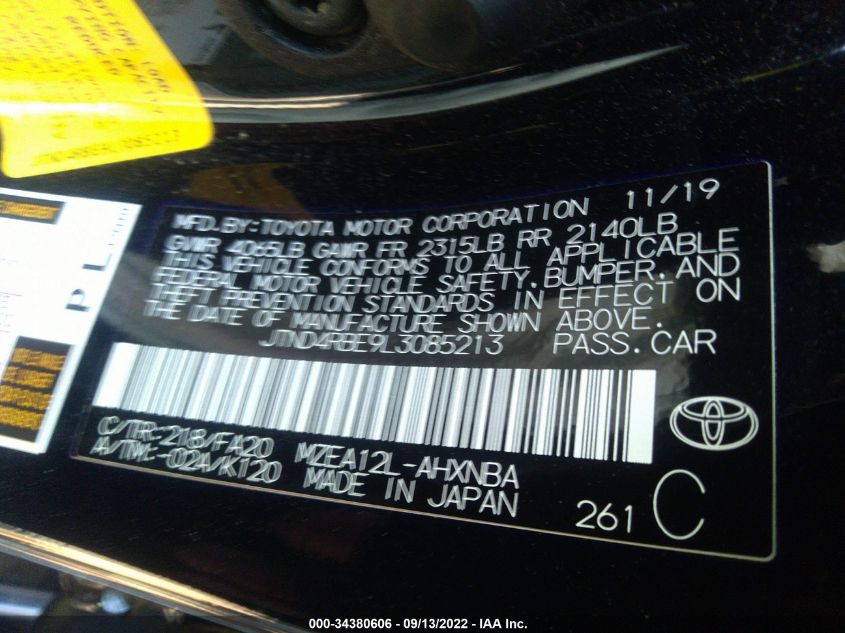 JTND4RBE9L3085213
MFD.BY:TOYOTA MOTOR CORPORATION 11/19
GVWR 4065LB GAWR FR 2315LB RR 2140LB
THIS VEHICLE CONFORMS TO ALL APPLICABLE
FEDERAL MOTOR VEHICLE SAFETY,BUMPER,AND
THEFT PREVENTION STANDARDS IN EFFECT ON
THE DATE OF MANUFACTURE SHOWN ABOVE.
JTND4RBE9L3085213 PASS.CAR
C/TR:218/FA20 MZEA12L-AHXNBA
A/TM:-02A/K120 MADE IN JAPAN
261 C
PL
000-34380606 - 09/13/2022 - IAA Inc.